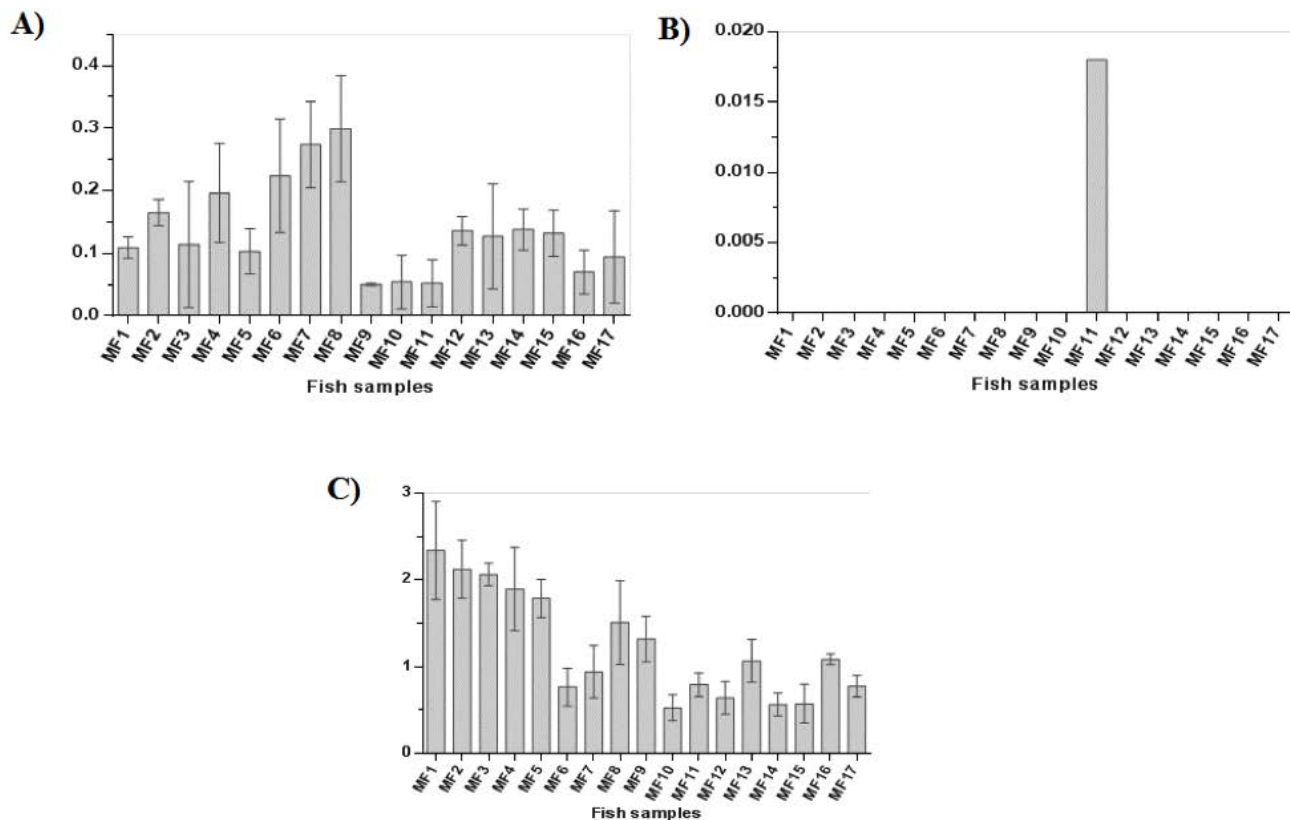 A)
0.4
0.3
0.2
0.1
0.0
MF1 MF2 MF3 MF4 MF5 MF6 MF7 MF8 MF9 MF10 MF11 MF12 MF13 MF14 MF15 MF16 MF17
Fish samples
B)
0.020
0.015
0.010
0.005
0.000
MF1 MF2 MF3 MF4 MF5 MF6 MF7 MF8 MF9 MF10 MF11 MF12 MF13 MF14 MF15 MF16 MF17
Fish samples
C)
3
2
1
0
MF1 MF2 MF3 MF4 MF5 MF6 MF7 MF8 MF9 MF10 MF11 MF12 MF13 MF14 MF15 MF16 MF17
Fish samples